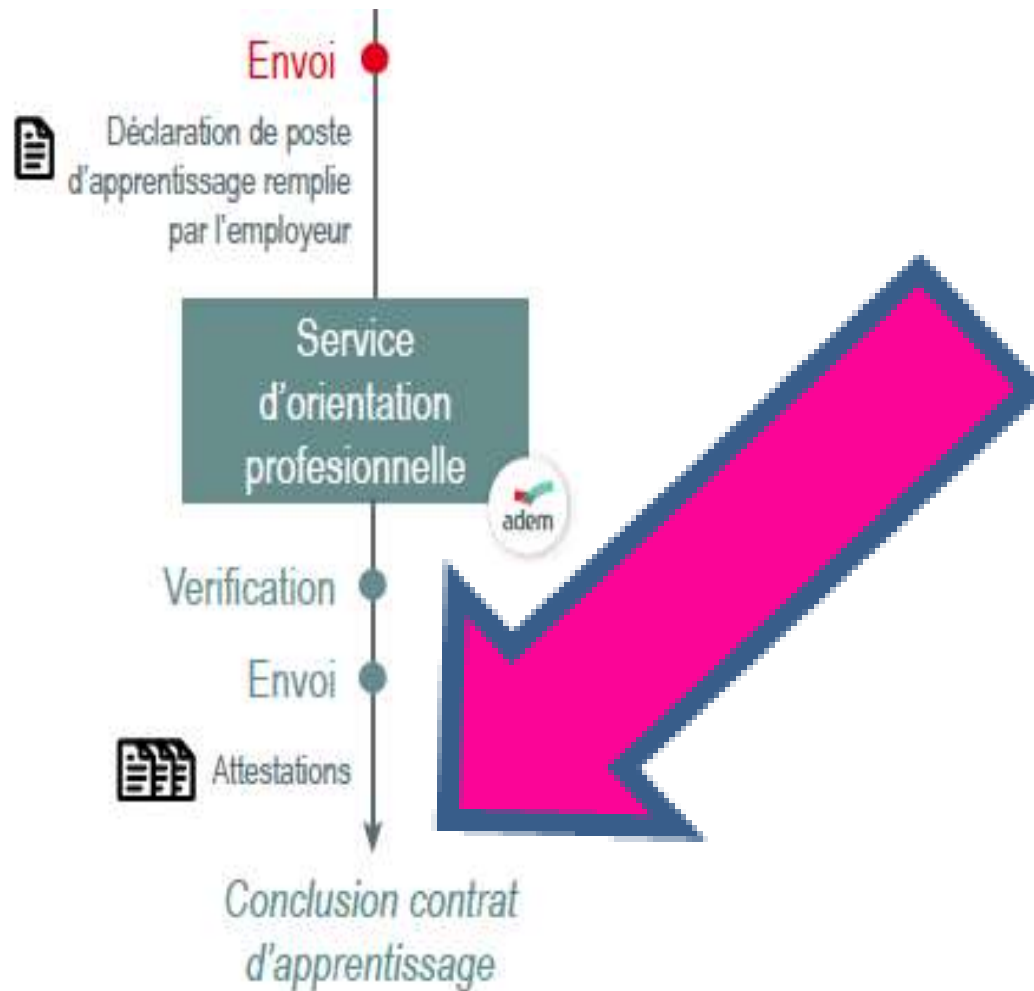 Envoi
Déclaration de poste
d'apprentissage remplie
par l'employeur
Service
d'orientation
profesionnelle
adem
Verification
Envoi
Attestations
Conclusion contrat
d'apprentissage